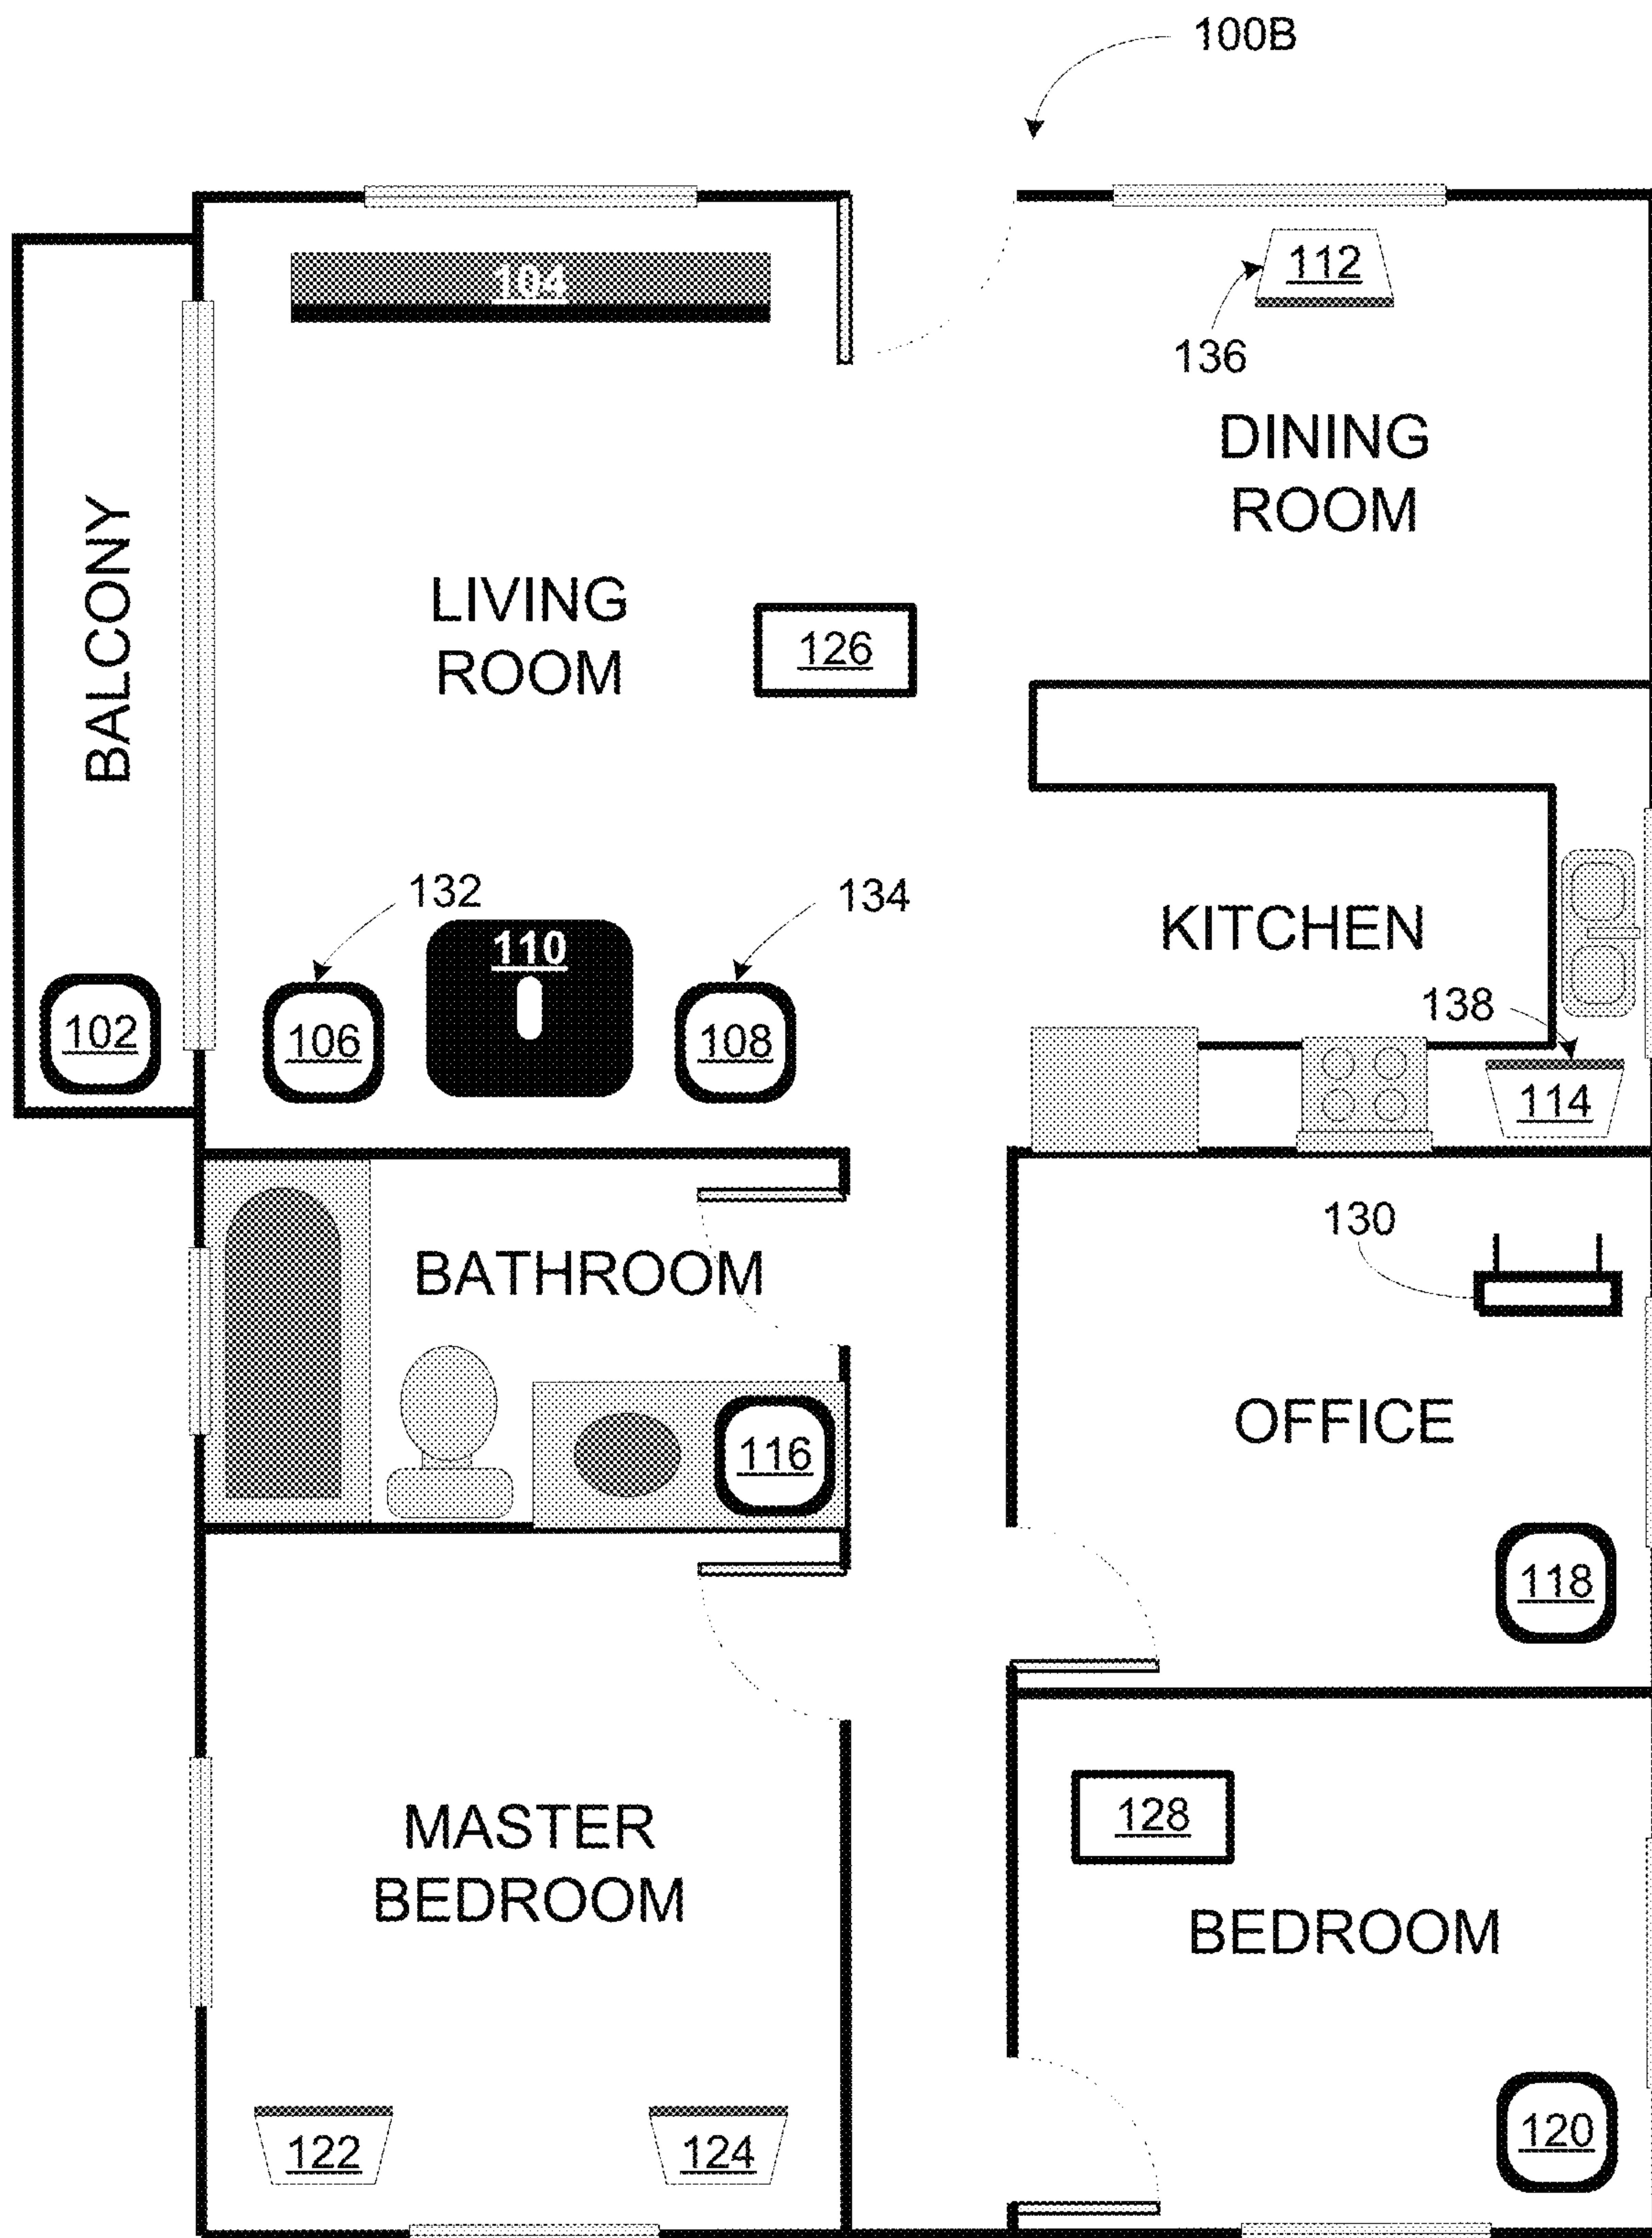 100B
104
112
136
DINING
ROOM
BALCONY
LIVING
ROOM
126
132
134
110
KITCHEN
138
102
106
108
114
130
BATHROOM
OFFICE
116
118
MASTER
BEDROOM
128
BEDROOM
122
124
120